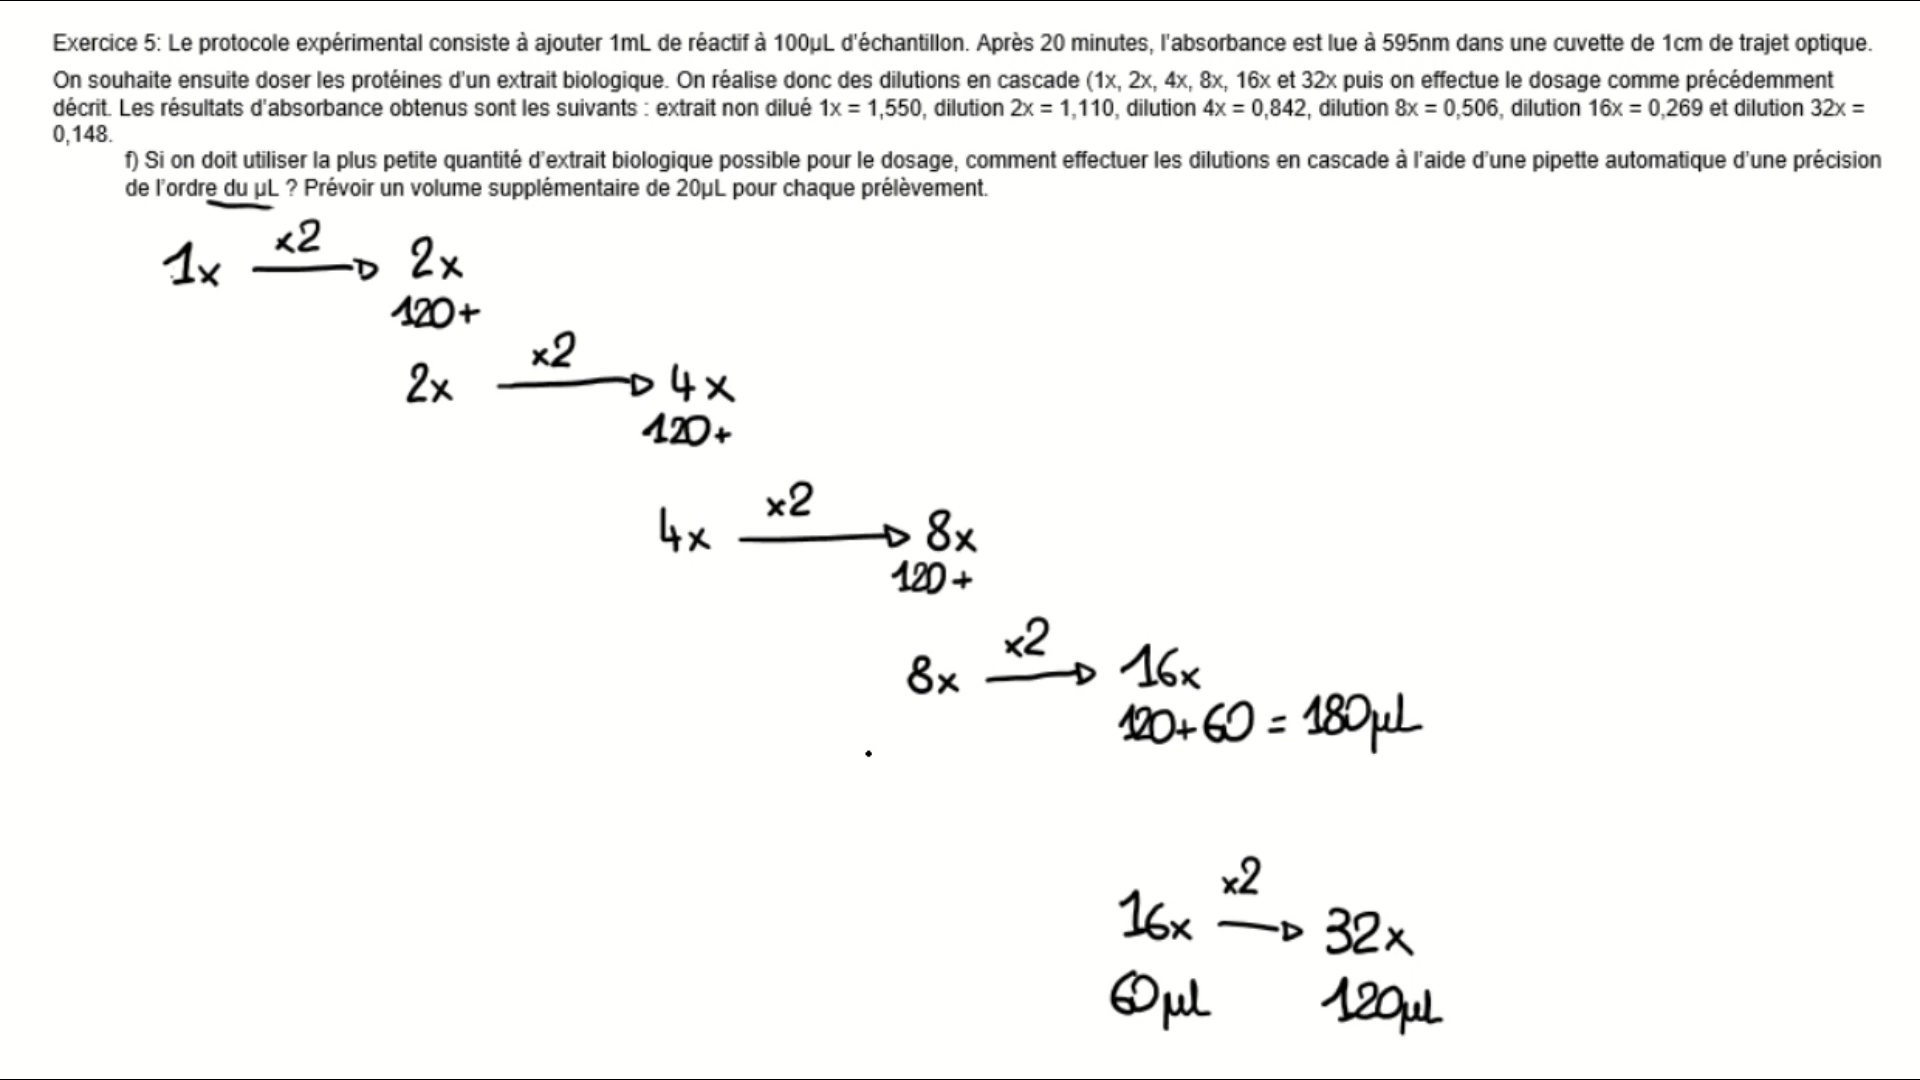 Exercice 5: Le protocole expérimental consiste à ajouter 1mL de réactif à 100µL d'échantillon. Après 20 minutes, l'absorbance est lue à 595nm dans une cuvette de 1cm de trajet optique.
On souhaite ensuite doser les protéines d'un extrait biologique. On réalise donc des dilutions en cascade (1x, 2x, 4x, 8x, 16x et 32x puis on effectue le dosage comme précédemment
décrit. Les résultats d'absorbance obtenus sont les suivants : extrait non dilué 1x = 1,550, dilution 2x = 1,110, dilution 4x = 0,842, dilution 8x = 0,506, dilution 16x = 0,269 et dilution 32x =
0,148.
f) Si on doit utiliser la plus petite quantité d'extrait biologique possible pour le dosage, comment effectuer les dilutions en cascade à l'aide d'une pipette automatique d'une précision
de l'ordre du µL ? Prévoir un volume supplémentaire de 20µL pour chaque prélèvement.
x2
1x 2x
120+
x2
2x 4x
120+
x2
4x 8x
120+
x2
8x 16x
120+60 = 180µL
x2
16x 32x
60µL 120µL